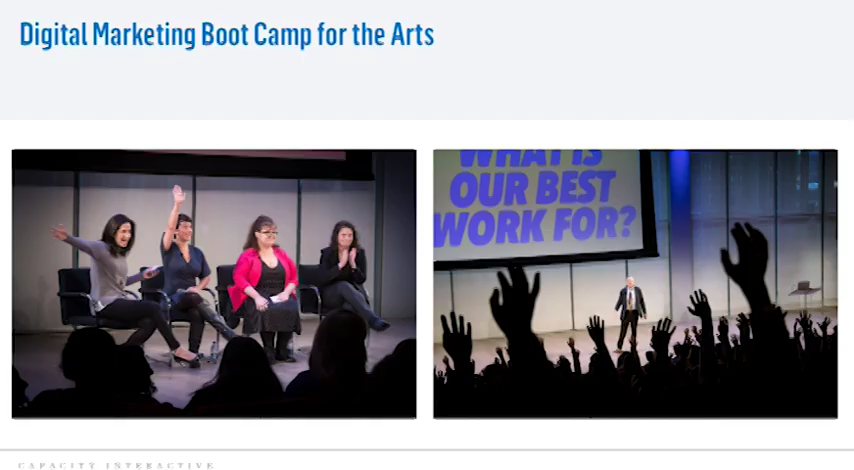 Digital Marketing Boot Camp for the Arts
WHAT IS
OUR BEST
WORK FOR?
CAPACITY INTERACTIVE